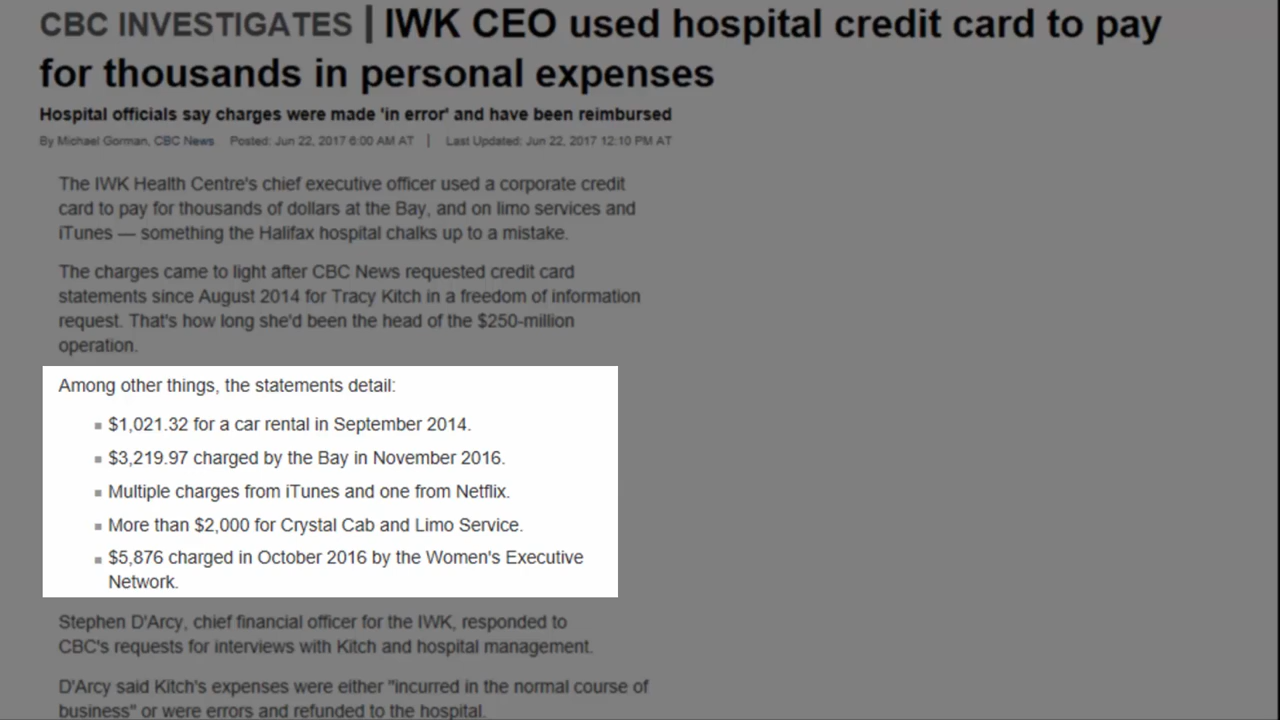 CBC INVESTIGATES | IWK CEO used hospital credit card to pay
for thousands in personal expenses
Hospital officials say charges were made 'in error' and have been reimbursed
By Michael Gorman, CBC News Posted: Jun 22, 2017 6:00 AM AT | Last Updated: Jun 22, 2017 12:10 PM AT
The IWK Health Centre's chief executive officer used a corporate credit
card to pay for thousands of dollars at the Bay, and on limo services and
iTunes — something the Halifax hospital chalks up to a mistake.
The charges came to light after CBC News requested credit card
statements since August 2014 for Tracy Kitch in a freedom of information
request. That's how long she'd been the head of the $250-million
operation.
Among other things, the statements detail:
▪ $1,021.32 for a car rental in September 2014.
▪ $3,219.97 charged by the Bay in November 2016.
▪ Multiple charges from iTunes and one from Netflix.
▪ More than $2,000 for Crystal Cab and Limo Service.
▪ $5,876 charged in October 2016 by the Women's Executive
Network.
Stephen D'Arcy, chief financial officer for the IWK, responded to
CBC's requests for interviews with Kitch and hospital management.
D'Arcy said Kitch's expenses were either "incurred in the normal course of
business" or were errors and refunded to the hospital.